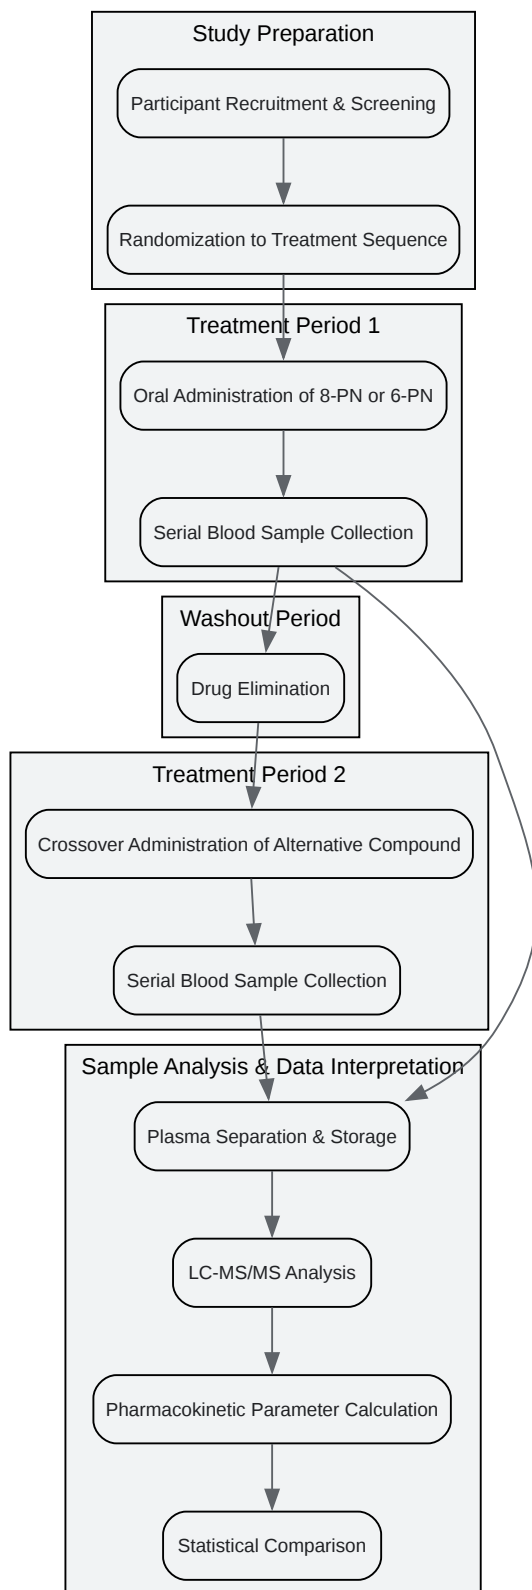 Study Preparation
Participant Recruitment & Screening
Randomization to Treatment Sequence
Treatment Period 1
Oral Administration of 8-PN or 6-PN
Serial Blood Sample Collection
Washout Period
Drug Elimination
Treatment Period 2
Crossover Administration of Alternative Compound
Serial Blood Sample Collection
Sample Analysis & Data Interpretation
Plasma Separation & Storage
LC-MS/MS Analysis
Pharmacokinetic Parameter Calculation
Statistical Comparison